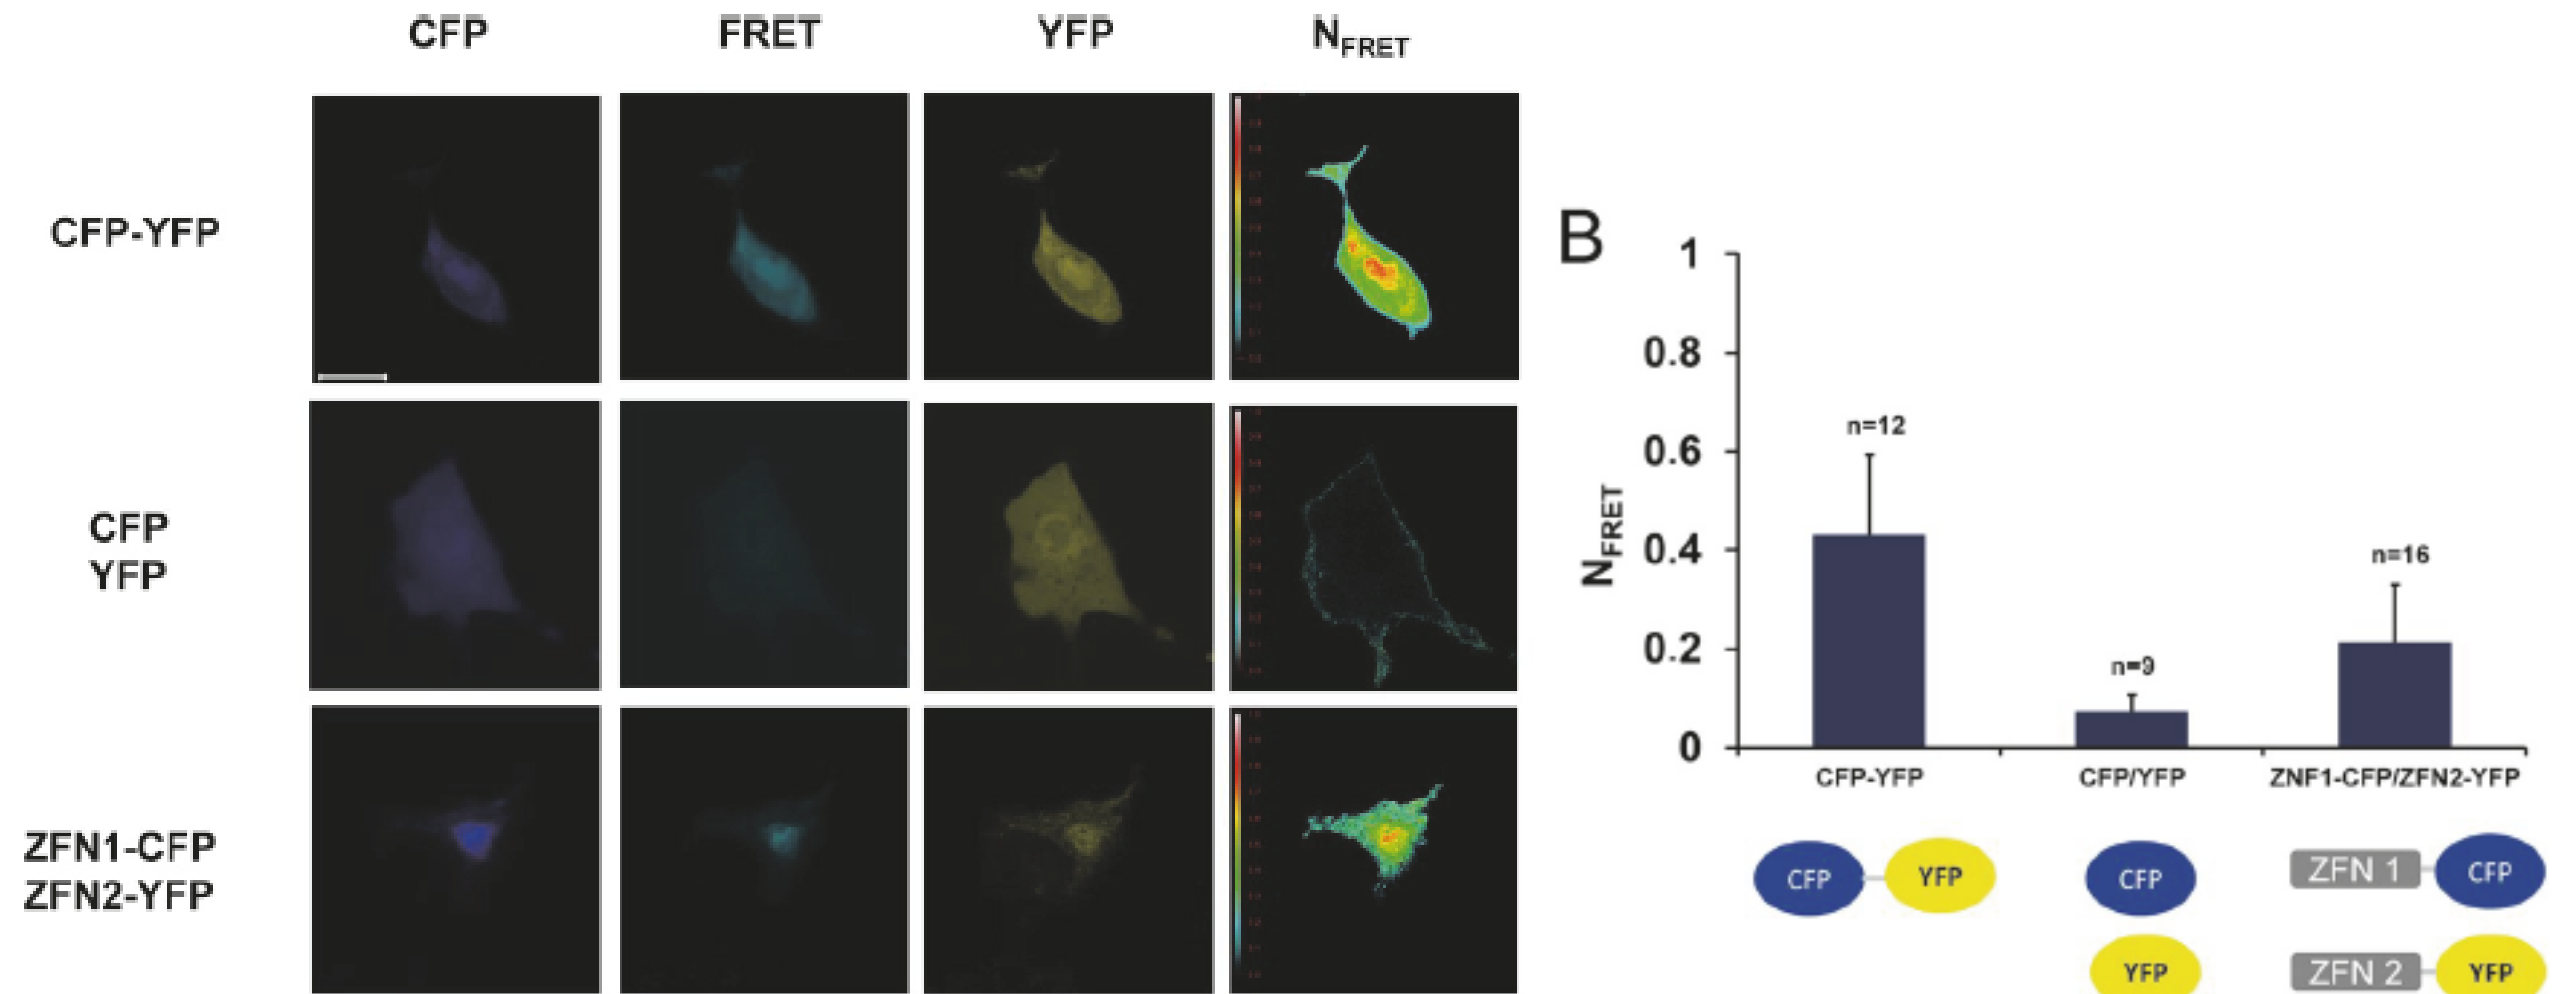 CFP FRET YFP N_FRET
CFP-YFP
CFP
YFP
ZFN1-CFP
ZFN2-YFP
B
N_FRET
1
0.8
0.6
0.4
0.2
0
n=12
n=9
n=16
CFP-YFP CFP/YFP ZNF1-CFP/ZFN2-YFP
CFP YFP CFP ZFN 1 CFP
YFP ZFN 2 YFP